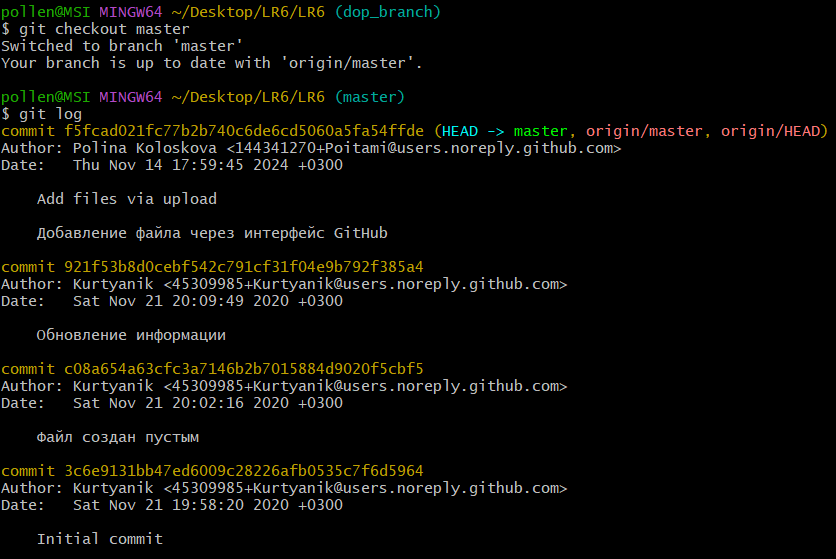 pollen@MSI MINGW64 ~/Desktop/LR6/LR6 (dop_branch)
$ git checkout master
Switched to branch 'master'
Your branch is up to date with 'origin/master'.
pollen@MSI MINGW64 ~/Desktop/LR6/LR6 (master)
$ git log
commit f5fcad021fc77b2b740c6de6cd5060a5fa54ffde (HEAD -> master, origin/master, origin/HEAD)
Author: Polina Koloskova <144341270+Poitami@users.noreply.github.com>
Date:   Thu Nov 14 17:59:45 2024 +0300
    Add files via upload
    Добавление файла через интерфейс GitHub
commit 921f53b8d0cebf542c791cf31f04e9b792f385a4
Author: Kurtyanik <45309985+Kurtyanik@users.noreply.github.com>
Date:   Sat Nov 21 20:09:49 2020 +0300
    Обновление информации
commit c08a654a63cfc3a7146b2b7015884d9020f5cbf5
Author: Kurtyanik <45309985+Kurtyanik@users.noreply.github.com>
Date:   Sat Nov 21 20:02:16 2020 +0300
    Файл создан пустым
commit 3c6e9131bb47ed6009c28226afb0535c7f6d5964
Author: Kurtyanik <45309985+Kurtyanik@users.noreply.github.com>
Date:   Sat Nov 21 19:58:20 2020 +0300
    Initial commit